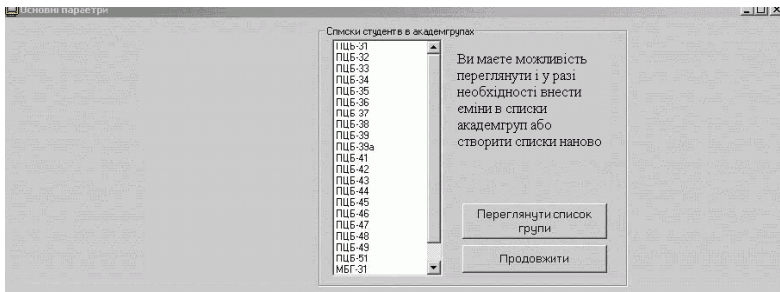 Основні параетри
Списки студентв в академгрупах
ПЦБ-31
ПЦБ-32
ПЦБ-33
ПЦБ-34
ПЦБ-35
ПЦБ-36
ПЦБ 37
ПЦБ-38
ПЦБ-39
ПЦБ-39а
ПЦБ-41
ПЦБ-42
ПЦБ-43
ПЦБ-44
ПЦБ-45
ПЦБ-46
ПЦБ-47
ПЦБ-48
ПЦБ-49
ПЦБ-51
МБГ-31
Ви маєте можливість
переглянути і у разі
необхідності внести
єміни в списки
академгруп або
створити списки наново
Переглянути список
групи
Продовжити